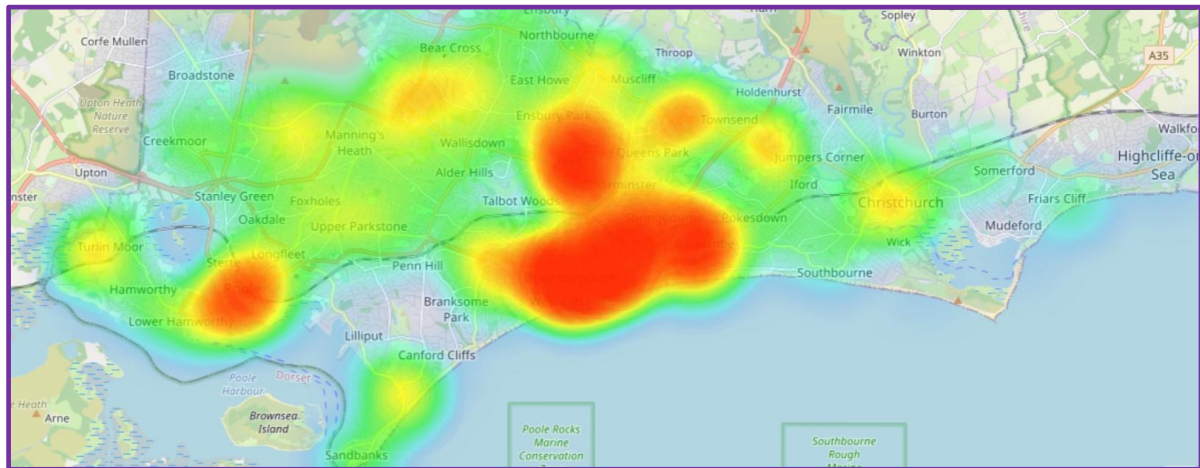 Corfe Mullen
Broadstone
Upton Heath
Nature
Reserve
Creekmoor
Upton
Stanley Green
Oakdale
Foxholes
Upper Parkstone
Longfleet
Turlin Moor
Hamworthy
Lower Hamworthy
Poole
Manning's
Heath
Bear Cross
Northbourne
East Howe
Ensbury Park
Wallisdown
Alder Hills
Talbot Woods
Penn Hill
Branksome
Park
Lilliput
Canford Cliffs
Sandbanks
Poole
Harbour
Dorset
Brownsea
Island
Arne
Throop
Muscliff
Holdenhurst
Townsend
Queens Park
Jumpers Corner
Iford
Pokesdown
Southbourne
Christchurch
Wick
Fairmile
Burton
Winkton
Sopley
A35
Somerford
Friars Cliff
Mudeford
Highcliffe-on-
Sea
Poole Rocks
Marine
Conservation
Southbourne
Rough
Marine